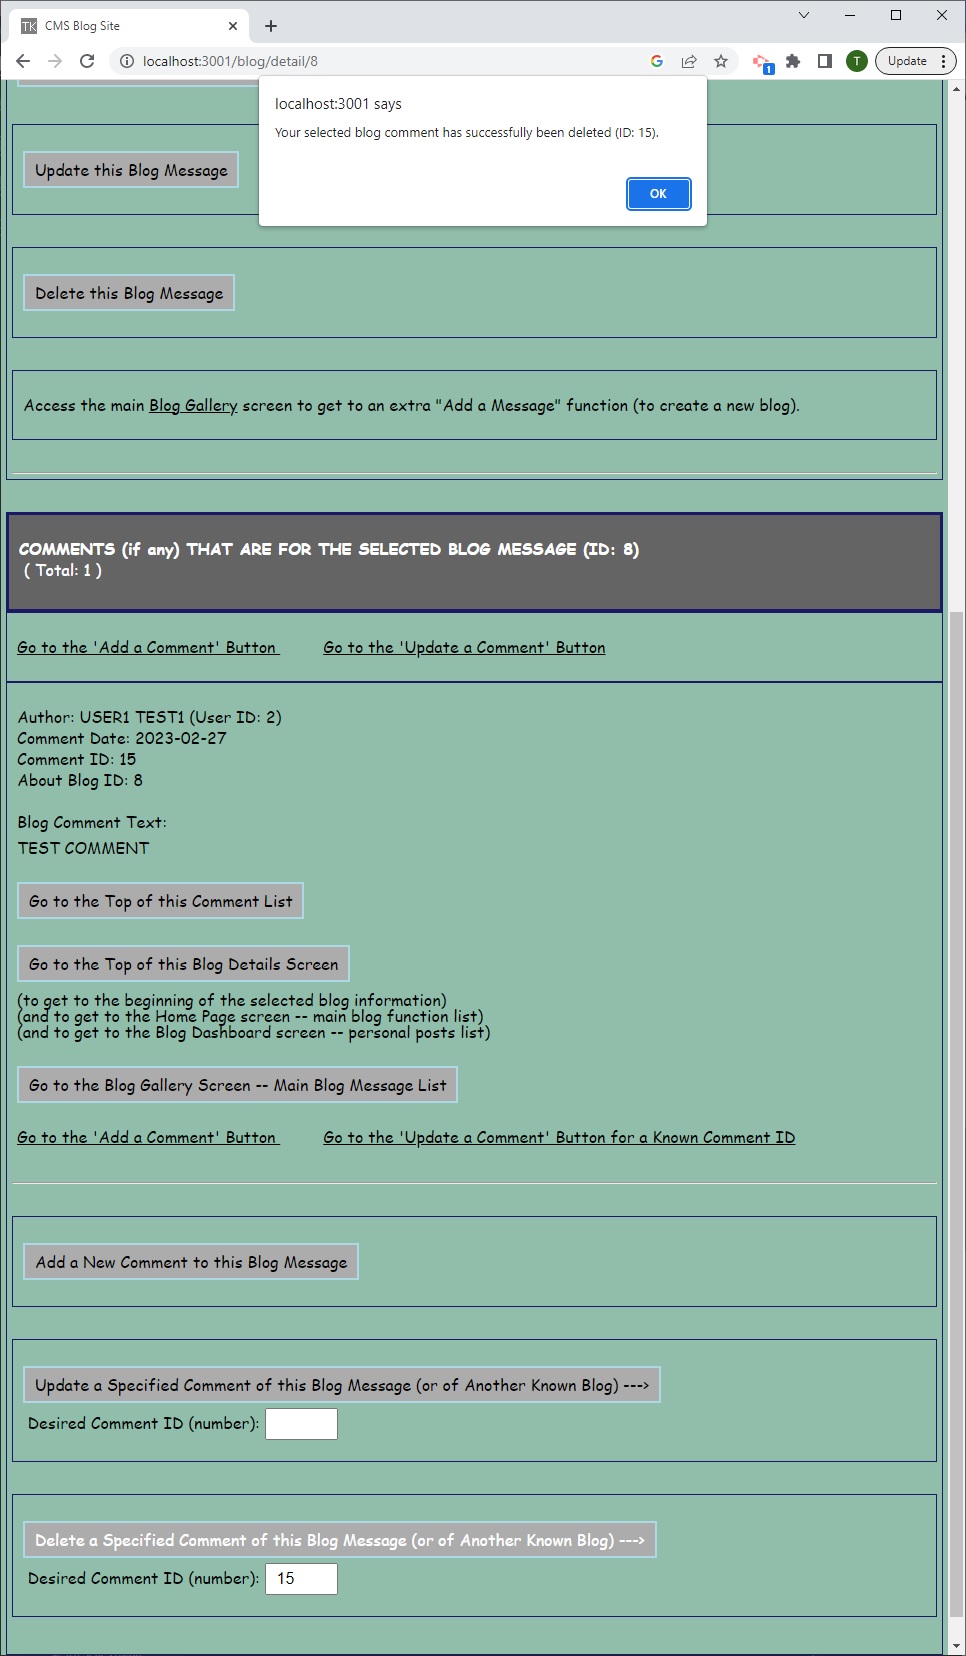 TK CMS Blog Site
localhost:3001/blog/detail/8
1
T
Update
localhost:3001 says
Your selected blog comment has successfully been deleted (ID: 15).
OK
Update this Blog Message
Delete this Blog Message
Access the main Blog Gallery screen to get to an extra "Add a Message" function (to create a new blog).
COMMENTS (if any) THAT ARE FOR THE SELECTED BLOG MESSAGE (ID: 8)
( Total: 1 )
Go to the 'Add a Comment' Button Go to the 'Update a Comment' Button
Author: USER1 TEST1 (User ID: 2)
Comment Date: 2023-02-27
Comment ID: 15
About Blog ID: 8
Blog Comment Text:
TEST COMMENT
Go to the Top of this Comment List
Go to the Top of this Blog Details Screen
(to get to the beginning of the selected blog information)
(and to get to the Home Page screen -- main blog function list)
(and to get to the Blog Dashboard screen -- personal posts list)
Go to the Blog Gallery Screen -- Main Blog Message List
Go to the 'Add a Comment' Button Go to the 'Update a Comment' Button for a Known Comment ID
Add a New Comment to this Blog Message
Update a Specified Comment of this Blog Message (or of Another Known Blog) --->
Desired Comment ID (number):
Delete a Specified Comment of this Blog Message (or of Another Known Blog) --->
Desired Comment ID (number): 15